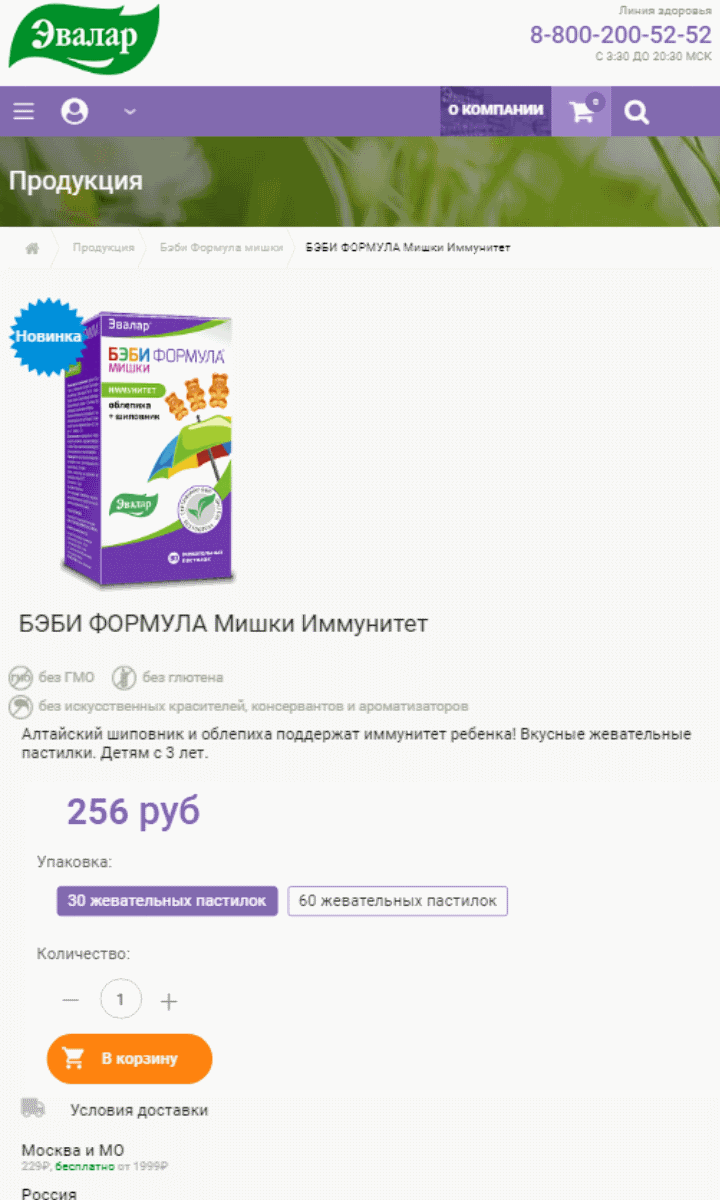 Эвалар
Линия здоровья
8-800-200-52-52
С 3:30 ДО 20:30 МСК
О КОМПАНИИ
0
Продукция
Продукция
Бэби Формула мишки
БЭБИ ФОРМУЛА Мишки Иммунитет
Новинка
Эвалар
БЭБИ ФОРМУЛА
МИШКИ
ИММУНИТЕТ
облепиха
+ шиповник
Эвалар
30 жевательных
пастилок
БЭБИ ФОРМУЛА Мишки Иммунитет
без ГМО
без глютена
без искусственных красителей, консервантов и ароматизаторов
Алтайский шиповник и облепиха поддержат иммунитет ребенка! Вкусные жевательные
пастилки. Детям с 3 лет.
256 руб
Упаковка:
30 жевательных пастилок
60 жевательных пастилок
Количество:
— 1 +
В корзину
Условия доставки
Москва и МО
229₽, бесплатно от 1999₽
Россия